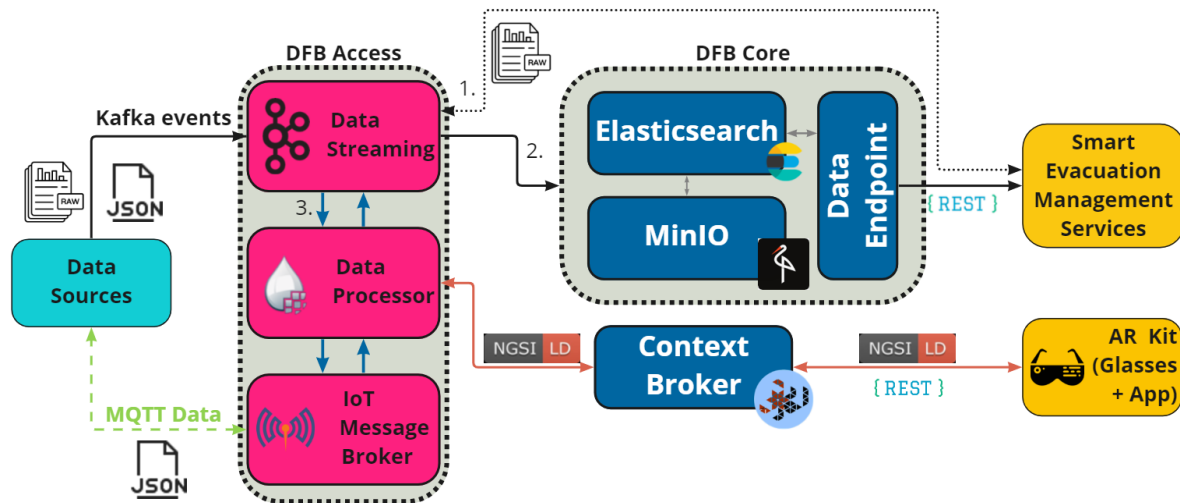 DFB Access
DFB Core
RAW
1.
Kafka events
Data
Streaming
2.
Elasticsearch
Data
Endpoint
Smart
Evacuation
Management
Services
RAW
JSON
{ REST }
3.
MinIO
Data
Sources
Data
Processor
NGSI LD
Context
Broker
NGSI LD
{ REST }
AR Kit
(Glasses
+ App)
MQTT Data
JSON
IoT
Message
Broker